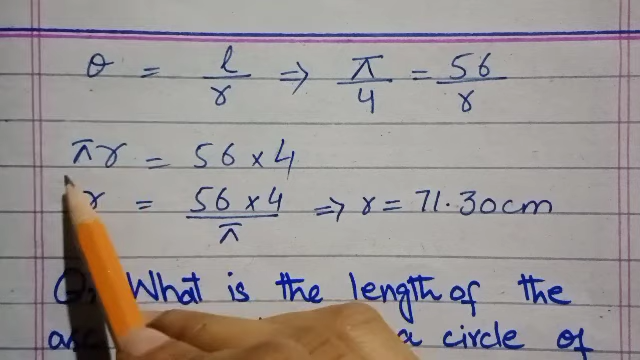 θ = l/r ⇒ π/4 = 56/r
πr = 56 × 4
r = 56 × 4/π ⇒ r = 71.30cm
Q. What is the length of the
a circle of